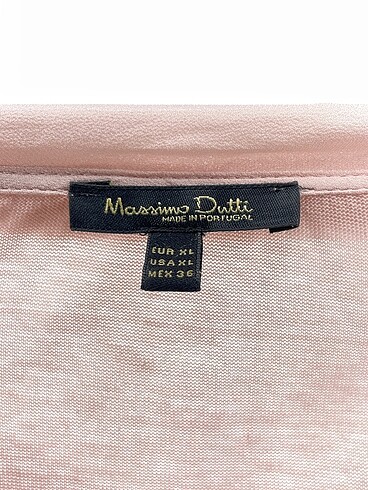 Massimo Dutti
MADE IN PORTUGAL
EUR XL
USA XL
MEX 36